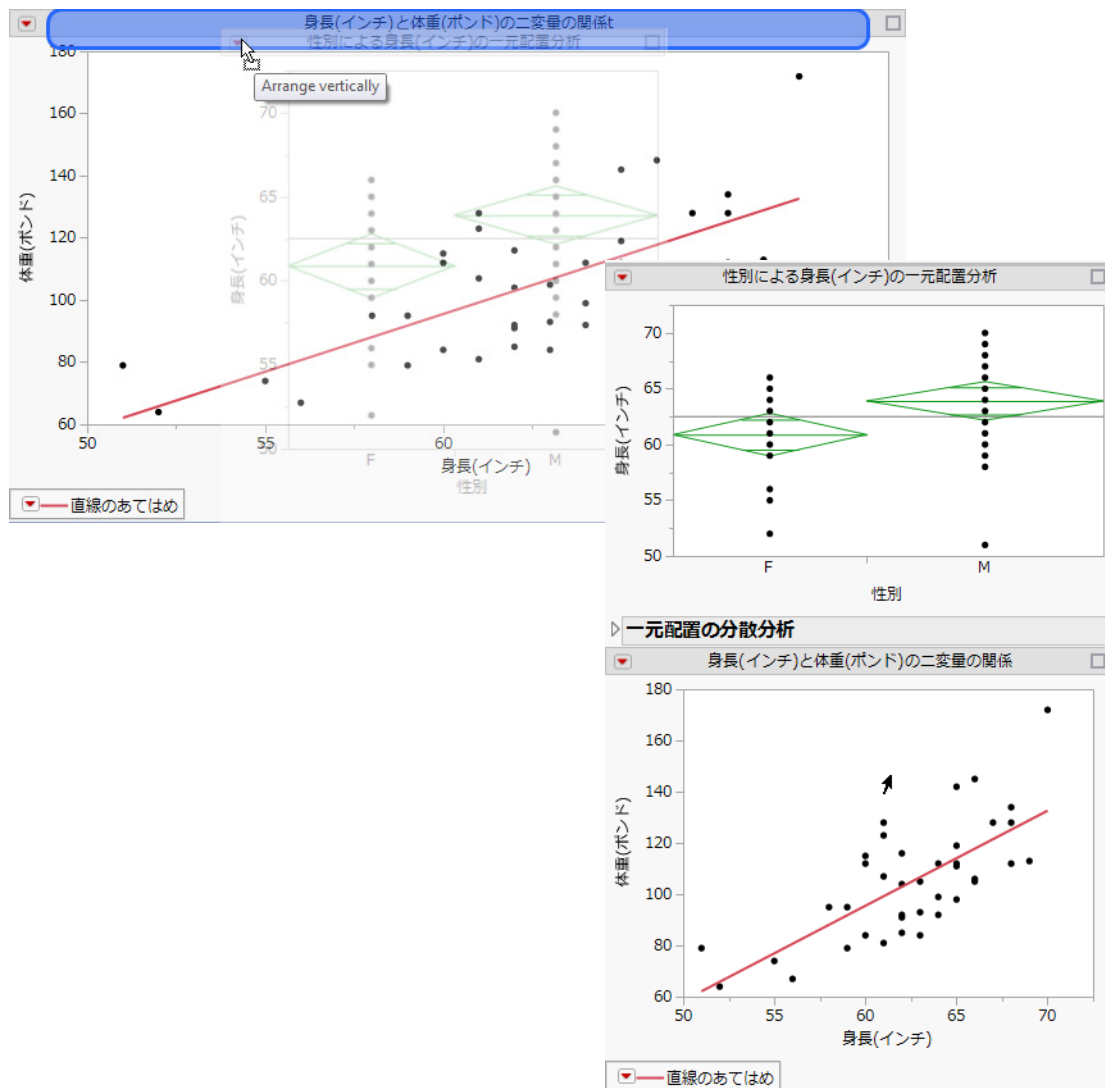 身長(インチ)と体重(ポンド)の二変量の関係t
性別による身長(インチ)の一元配置分析
Arrange vertically
180
160
140
120
100
80
60
体重(ポンド)
70
65
60
55
50
身長(インチ)
F
M
性別
50
55
60
身長(インチ)
直線のあてはめ
性別による身長(インチ)の一元配置分析
70
65
60
55
50
身長(インチ)
F
M
性別
一元配置の分散分析
身長(インチ)と体重(ポンド)の二変量の関係
180
160
140
120
100
80
60
体重(ポンド)
50
55
60
65
70
身長(インチ)
直線のあてはめ